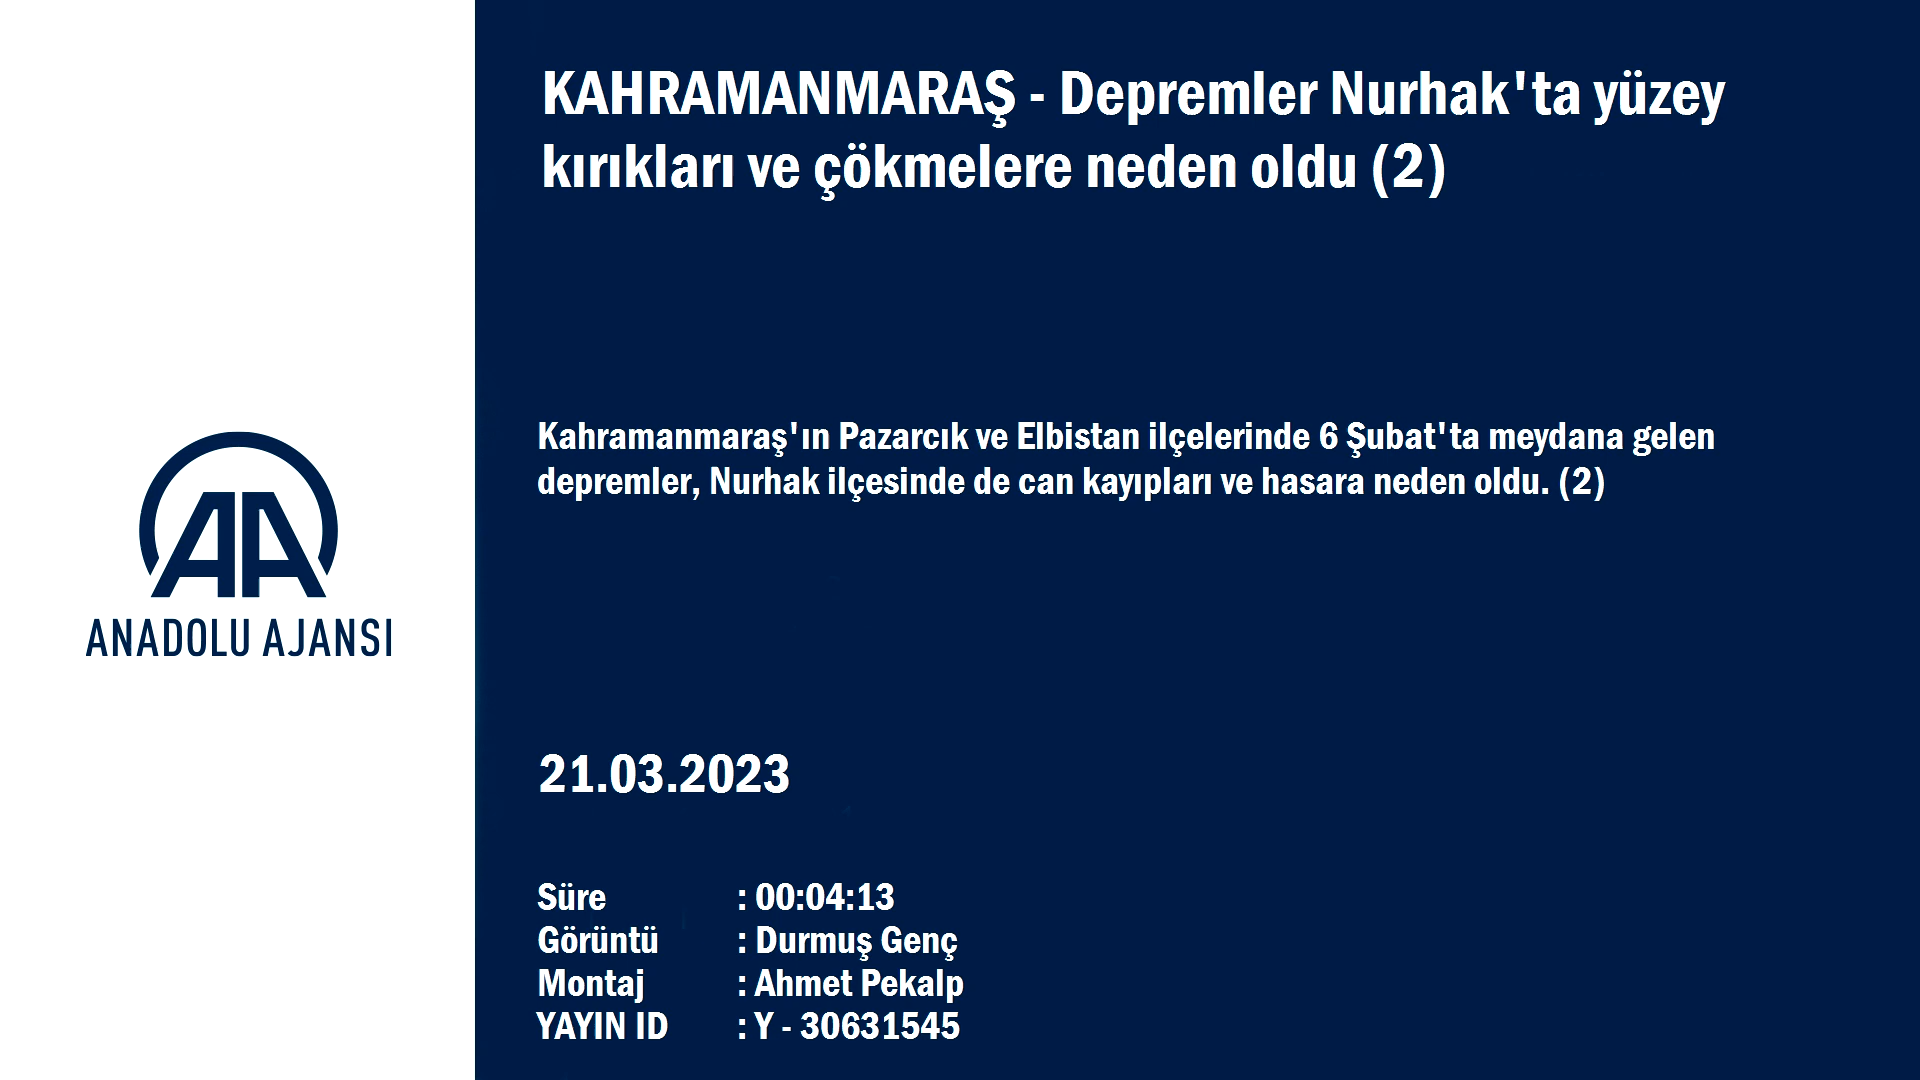 KAHRAMANMARAŞ - Depremler Nurhak'ta yüzey
kırıkları ve çökmelere neden oldu (2)
Kahramanmaraş'ın Pazarcık ve Elbistan ilçelerinde 6 Şubat'ta meydana gelen
depremler, Nurhak ilçesinde de can kayıpları ve hasara neden oldu. (2)
AA
ANADOLU AJANSI
21.03.2023
Süre : 00:04:13
Görüntü : Durmuş Genç
Montaj : Ahmet Pekalp
YAYIN ID : Y - 30631545